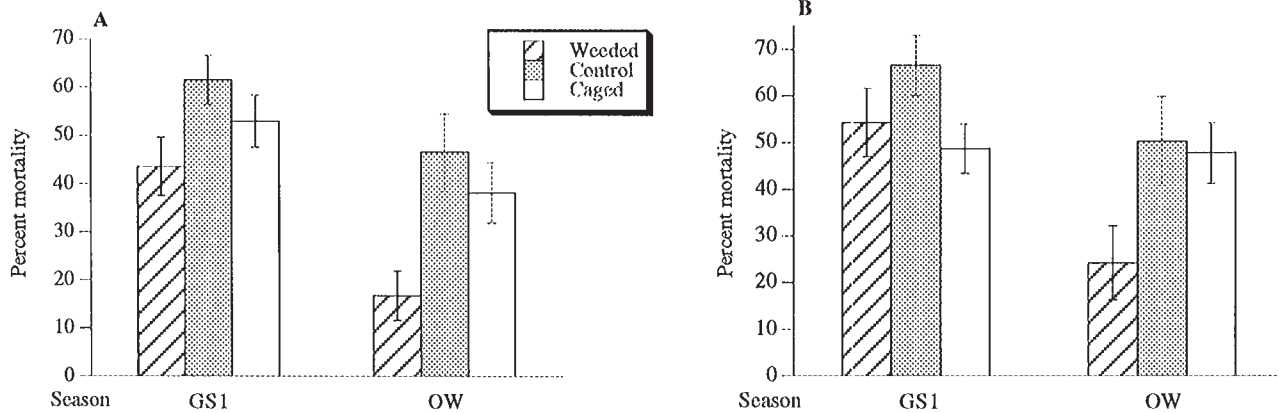 A
Percent mortality
70
60
50
40
30
20
10
0
Season
GS1
OW
Weeded
Control
Caged
B
Percent mortality
70
60
50
40
30
20
10
0
Season
GS1
OW